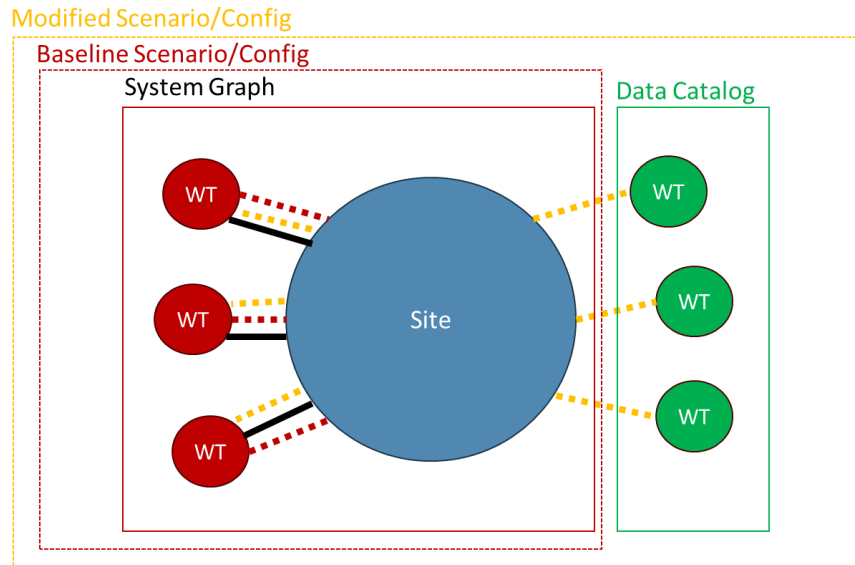 Modified Scenario/Config
Baseline Scenario/Config
System Graph
Data Catalog
WT
WT
WT
WT
Site
WT
WT